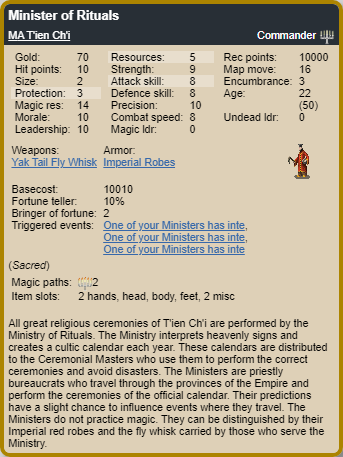 Minister of Rituals
MA T'ien Ch'i Commander
Gold: 70 Resources: 5 Rec points: 10000
Hit points: 10 Strength: 9 Map move: 16
Size: 2 Attack skill: 8 Encumbrance: 3
Protection: 3 Defence skill: 8 Age: 22
Magic res: 14 Precision: 10 (50)
Morale: 10 Combat speed: 8 Undead ldr: 0
Leadership: 10 Magic ldr: 0
Weapons: Armor:
Yak Tail Fly Whisk Imperial Robes
Basecost: 10010
Fortune teller: 10%
Bringer of fortune: 2
Triggered events: One of your Ministers has inte,
One of your Ministers has inte,
One of your Ministers has inte
(Sacred)
Magic paths: 2
Item slots: 2 hands, head, body, feet, 2 misc
All great religious ceremonies of T'ien Ch'i are performed by the
Ministry of Rituals. The Ministry interprets heavenly signs and
creates a cultic calendar each year. These calendars are distributed
to the Ceremonial Masters who use them to perform the correct
ceremonies and avoid disasters. The Ministers are priestly
bureaucrats who travel through the provinces of the Empire and
perform the ceremonies of the official calendar. Their predictions
have a slight chance to influence events where they travel. The
Ministers do not practice magic. They can be distinguished by their
Imperial red robes and the fly whisk carried by those who serve the
Ministry.